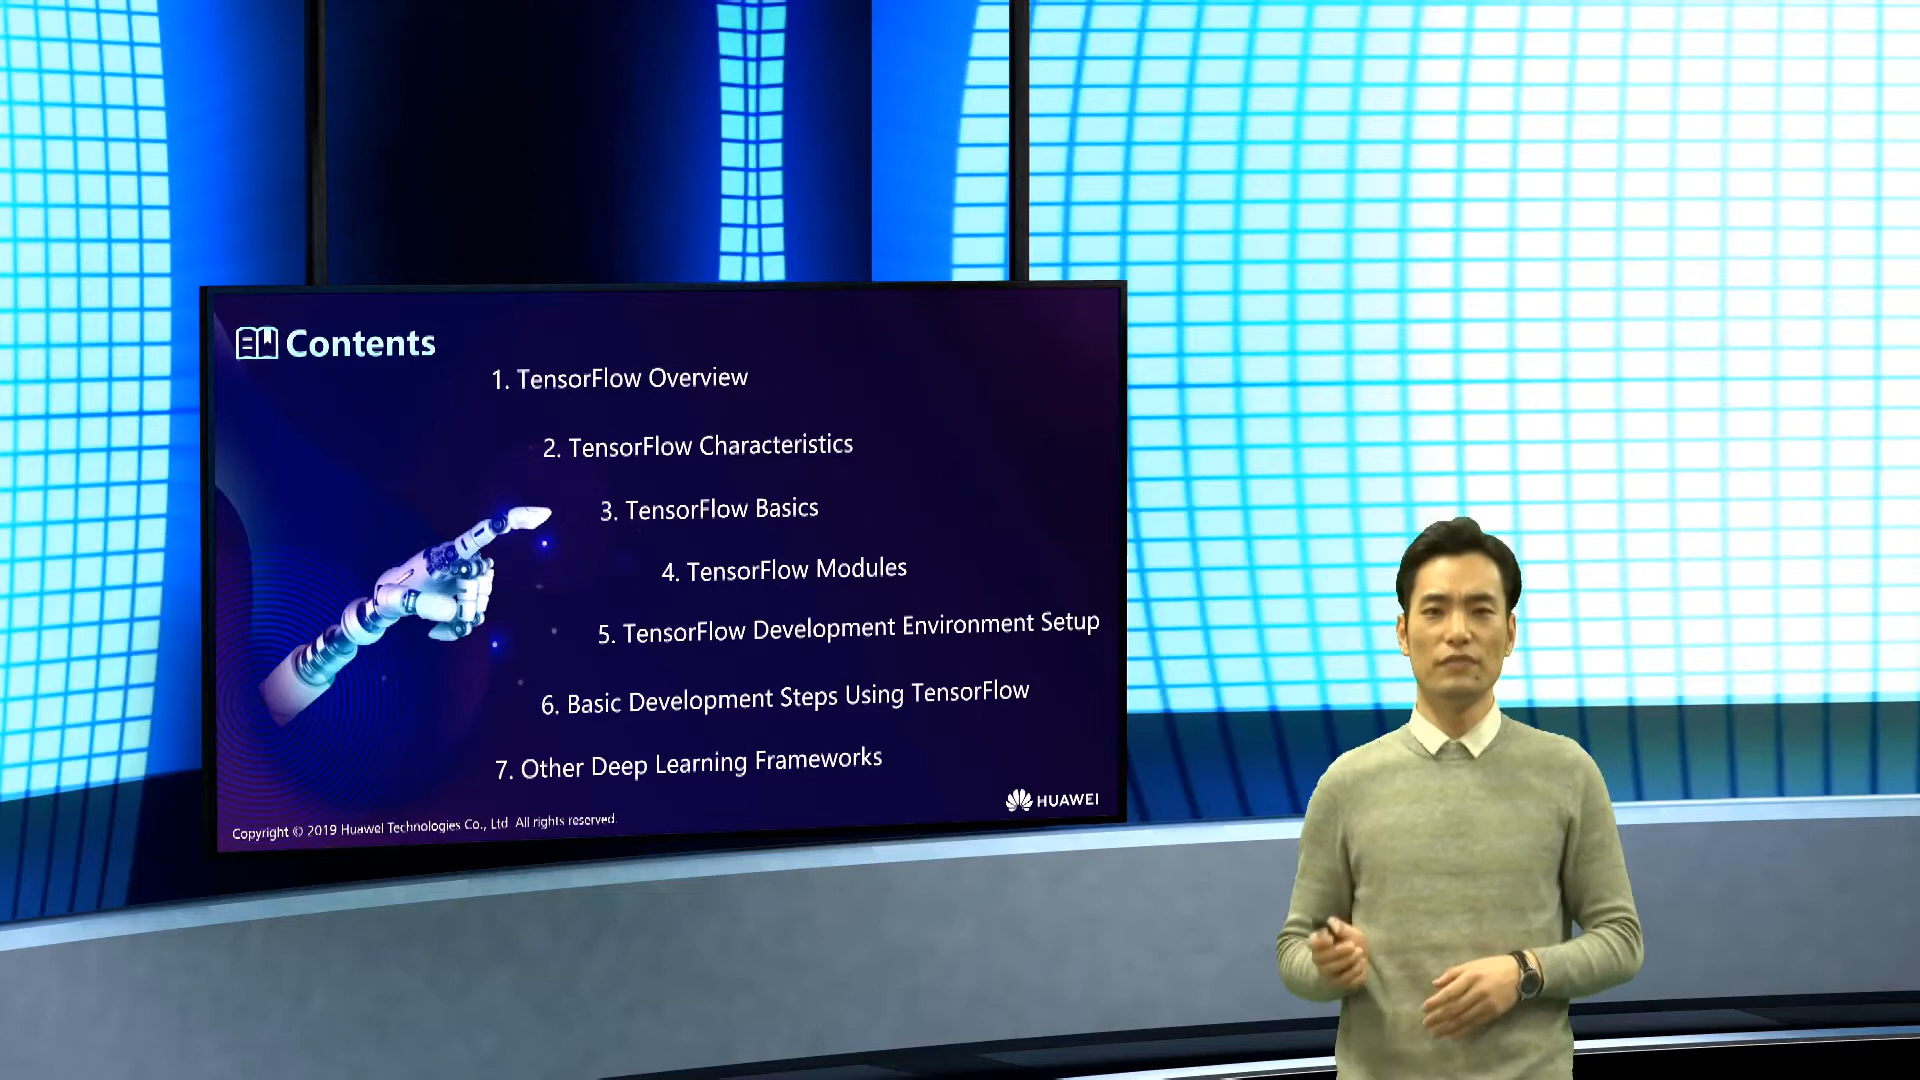 Contents
1. TensorFlow Overview
2. TensorFlow Characteristics
3. TensorFlow Basics
4. TensorFlow Modules
5. TensorFlow Development Environment Setup
6. Basic Development Steps Using TensorFlow
7. Other Deep Learning Frameworks
HUAWEI
Copyright © 2019 Huawei Technologies Co., Ltd. All rights reserved.